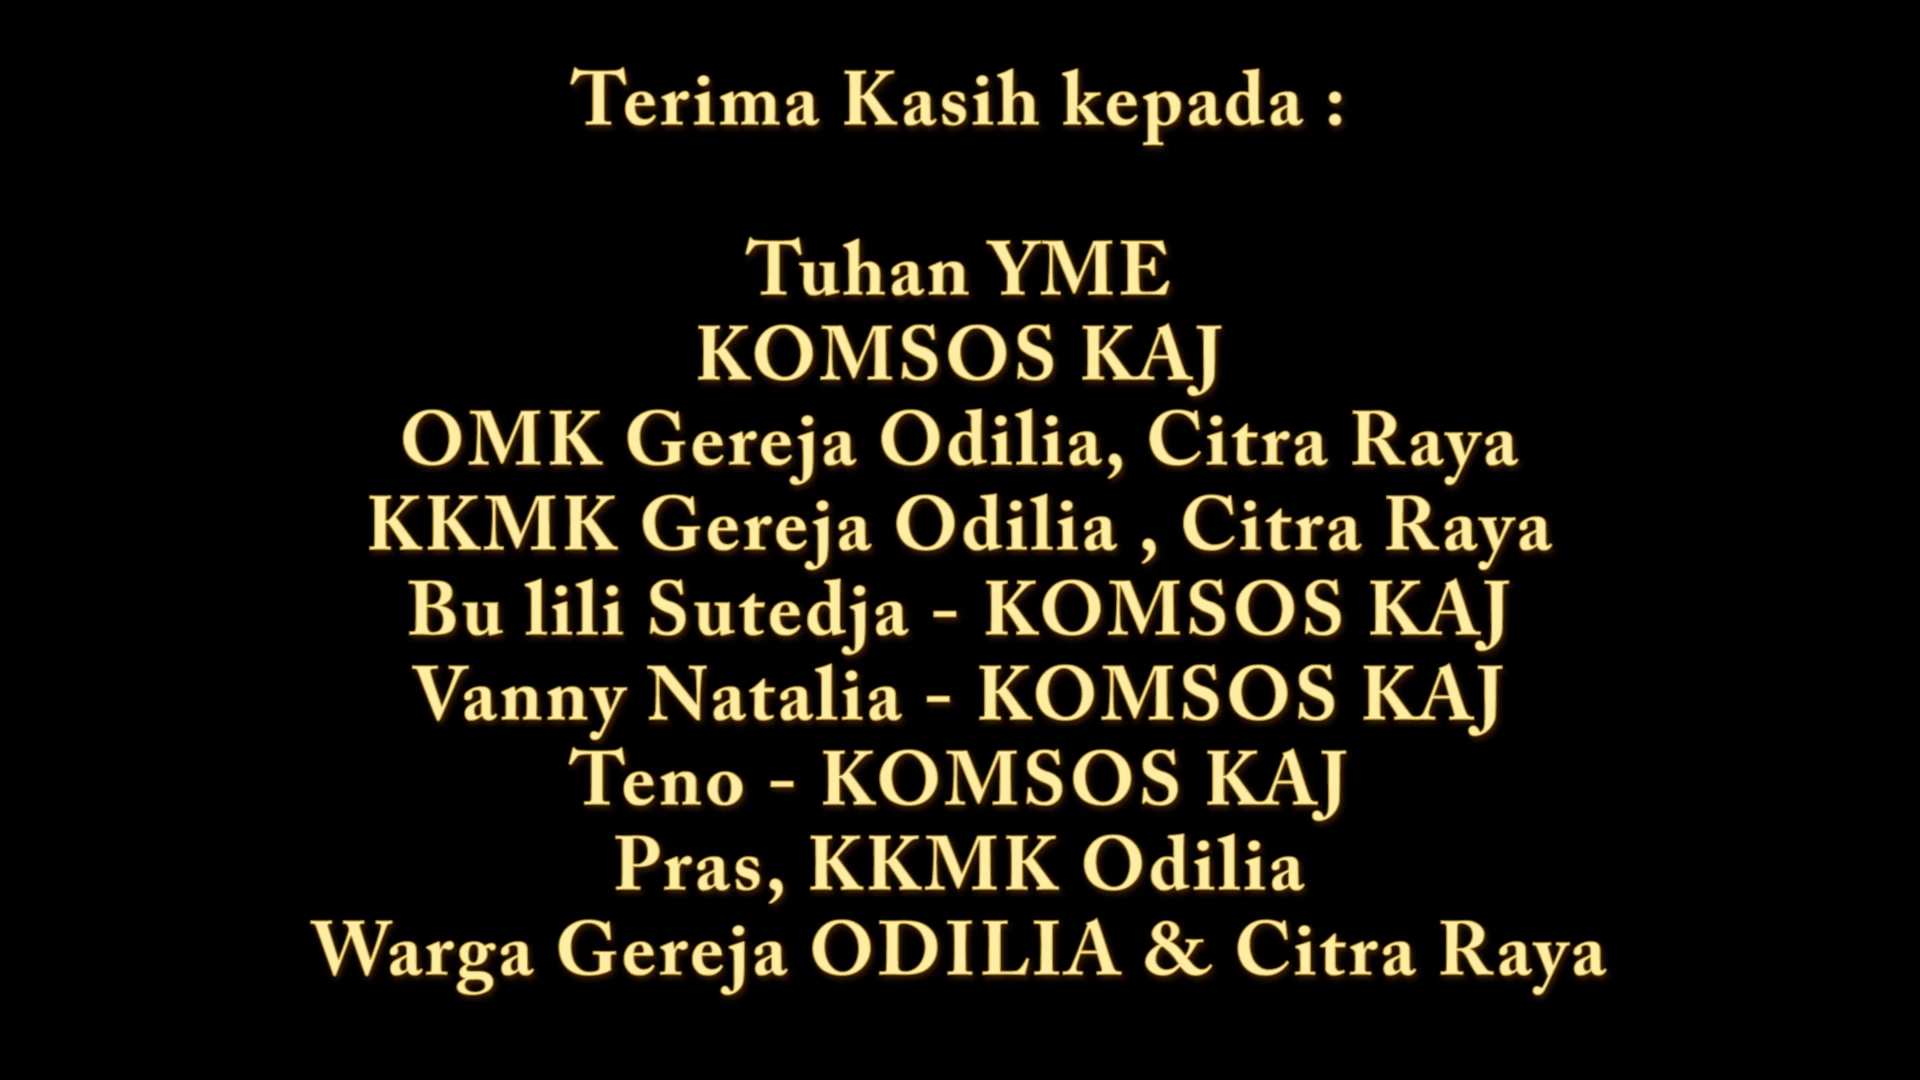 Terima Kasih kepada :
Tuhan YME
KOMSOS KAJ
OMK Gereja Odilia, Citra Raya
KKMK Gereja Odilia , Citra Raya
Bu lili Sutedja - KOMSOS KAJ
Vanny Natalia - KOMSOS KAJ
Teno - KOMSOS KAJ
Pras, KKMK Odilia
Warga Gereja ODILIA & Citra Raya